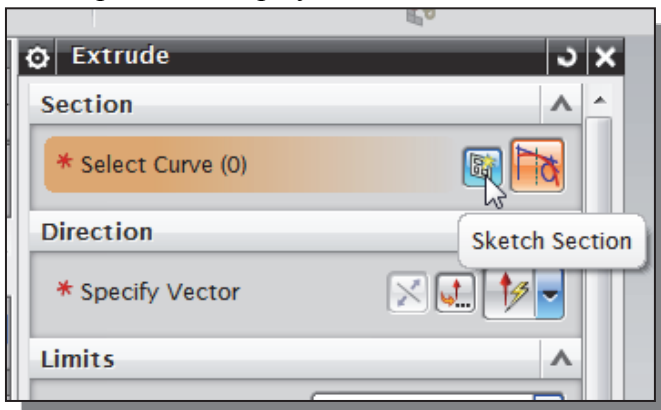 Extrude
Section
* Select Curve (0)
Sketch Section
Direction
* Specify Vector
Limits